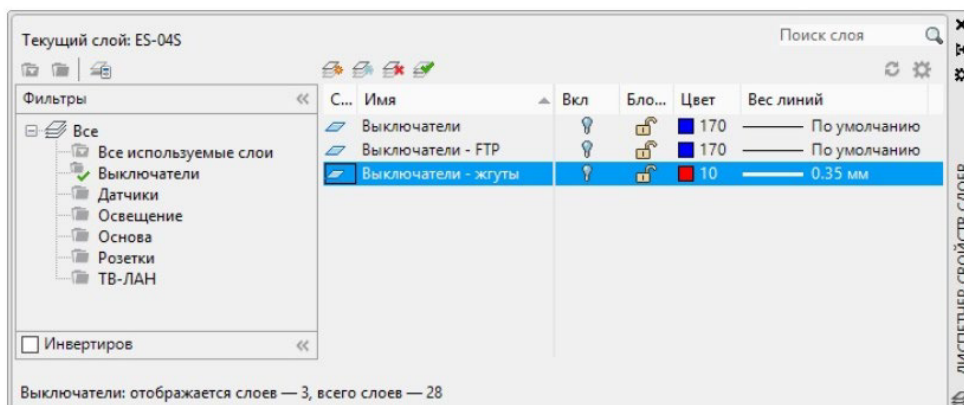 Текущий слой: ES-04S
Поиск слоя
Фильтры
С... Имя Вкл Бло... Цвет Вес линий
Все
Все используемые слои
Выключатели
Датчики
Освещение
Основа
Розетки
ТВ-ЛАН
Выключатели 170 По умолчанию
Выключатели - FTP 170 По умолчанию
Выключатели - жгуты 10 0.35 мм
Инвертиров
Выключатели: отображается слоев — 3, всего слоев — 28
ДИСПЕТЧЕР СВОЙСТВ СЛОЕВ